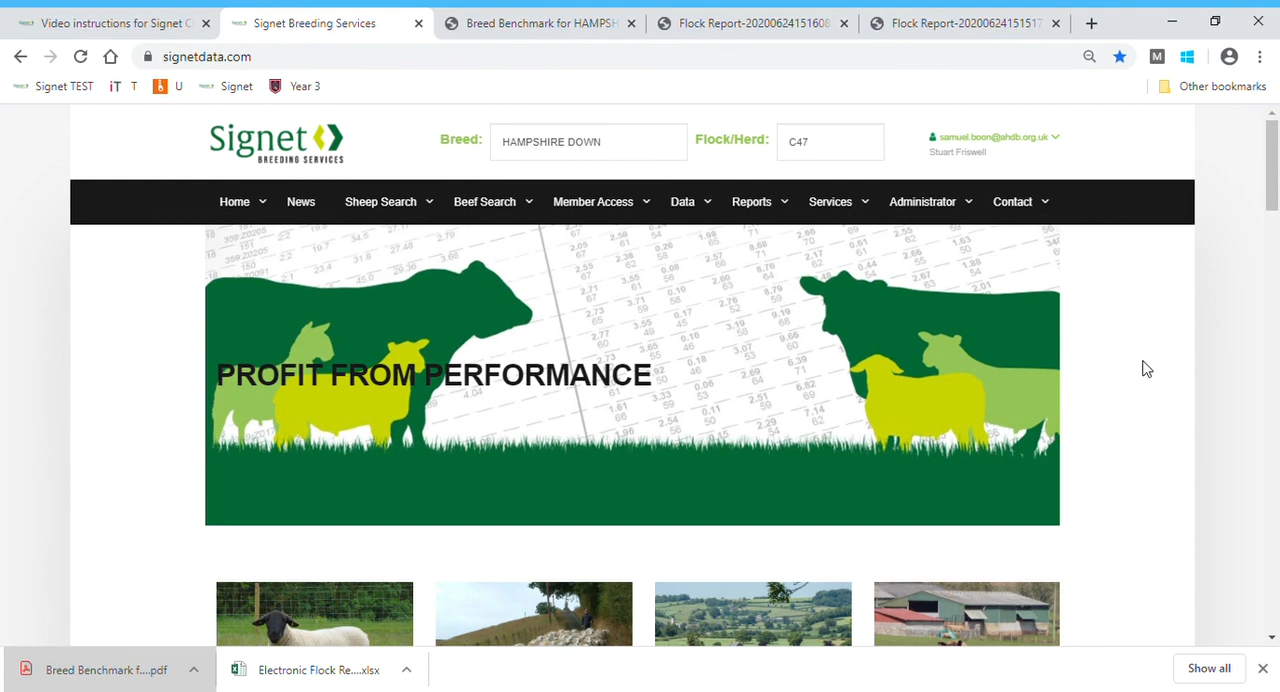 Video instructions for Signet C
Signet Breeding Services
Breed Benchmark for HAMPSH
Flock Report-20200624151608
Flock Report-20200624151517
signetdata.com
M
Signet TEST
iT T
U
Signet
Year 3
Other bookmarks
Signet
BREEDING SERVICES
Breed: HAMPSHIRE DOWN
Flock/Herd: C47
samuel.boon@ahdb.org.uk
Stuart Friswell
Home News Sheep Search Beef Search Member Access Data Reports Services Administrator Contact
PROFIT FROM PERFORMANCE
Breed Benchmark f....pdf
Electronic Flock Re....xlsx
Show all